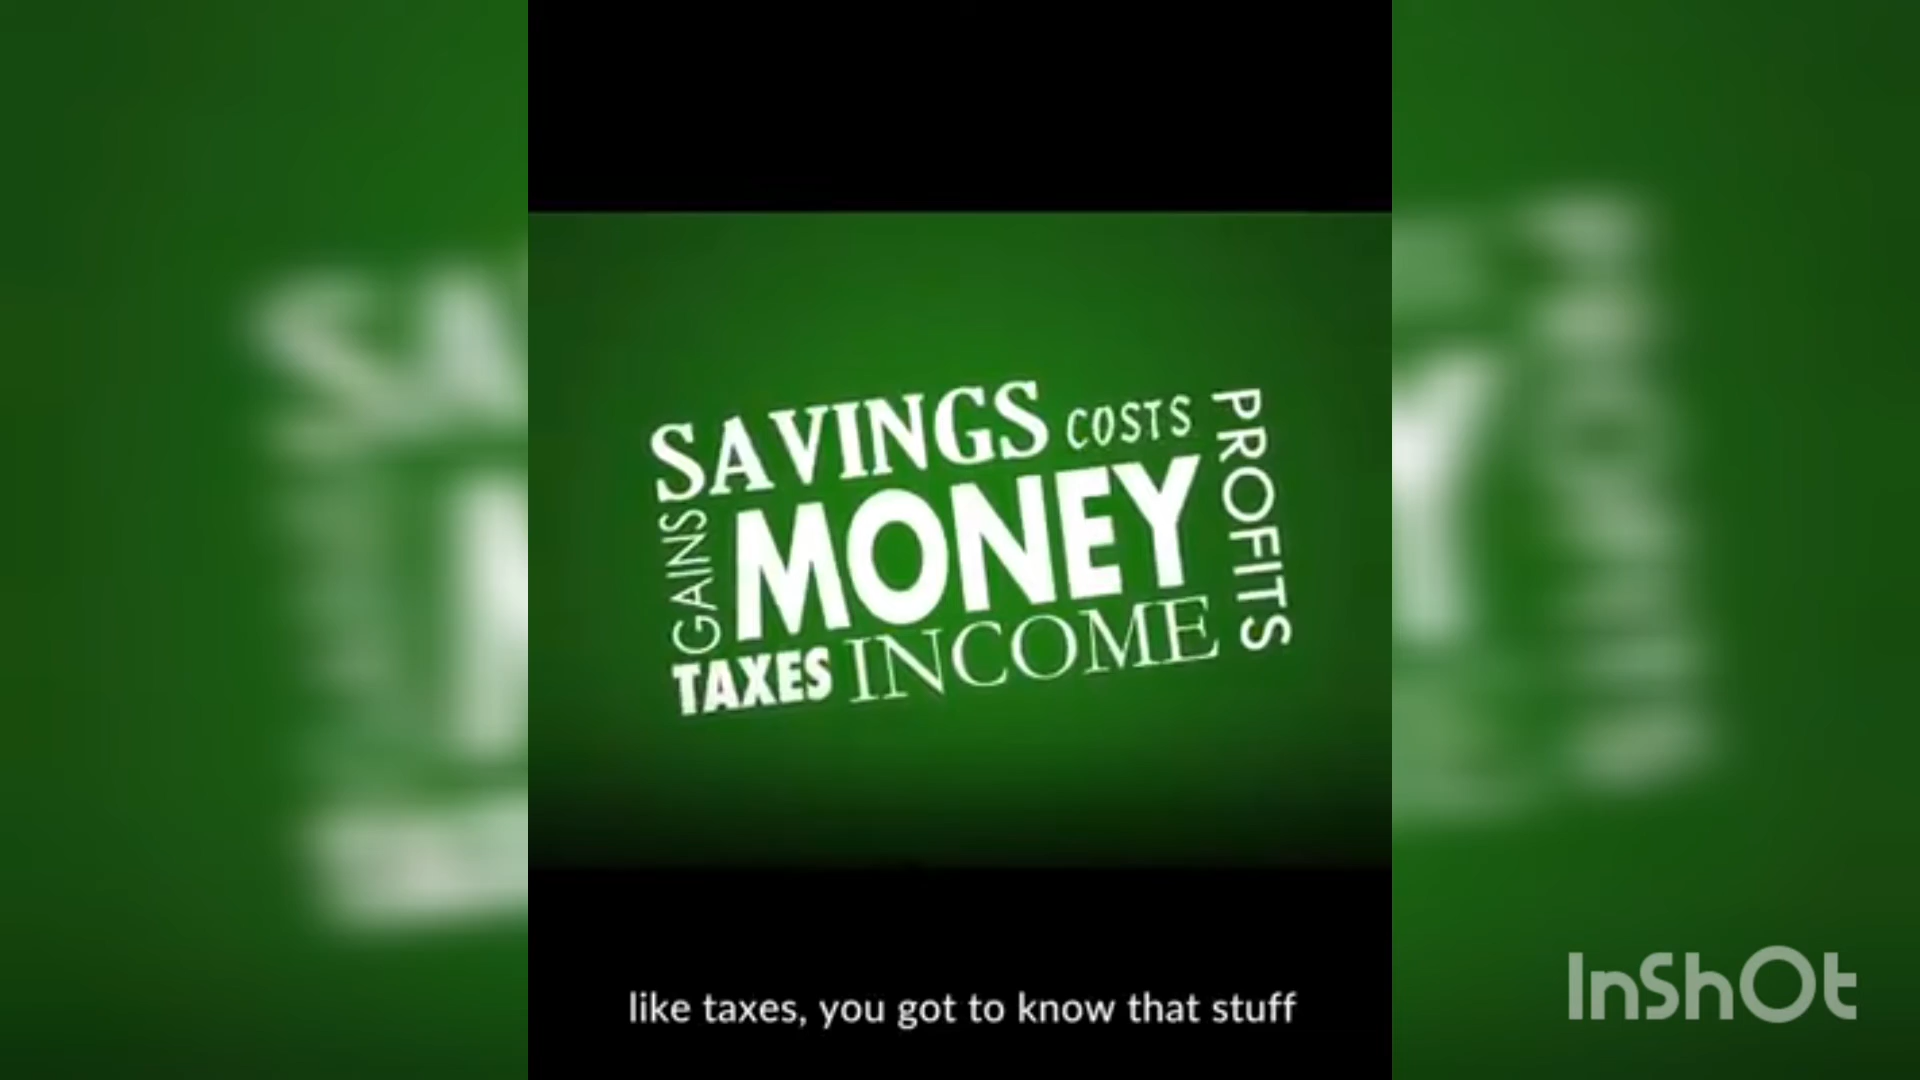 SAVINGS COSTS
PROFITS
GAINS
MONEY
TAXES INCOME
like taxes, you got to know that stuff
InShOt